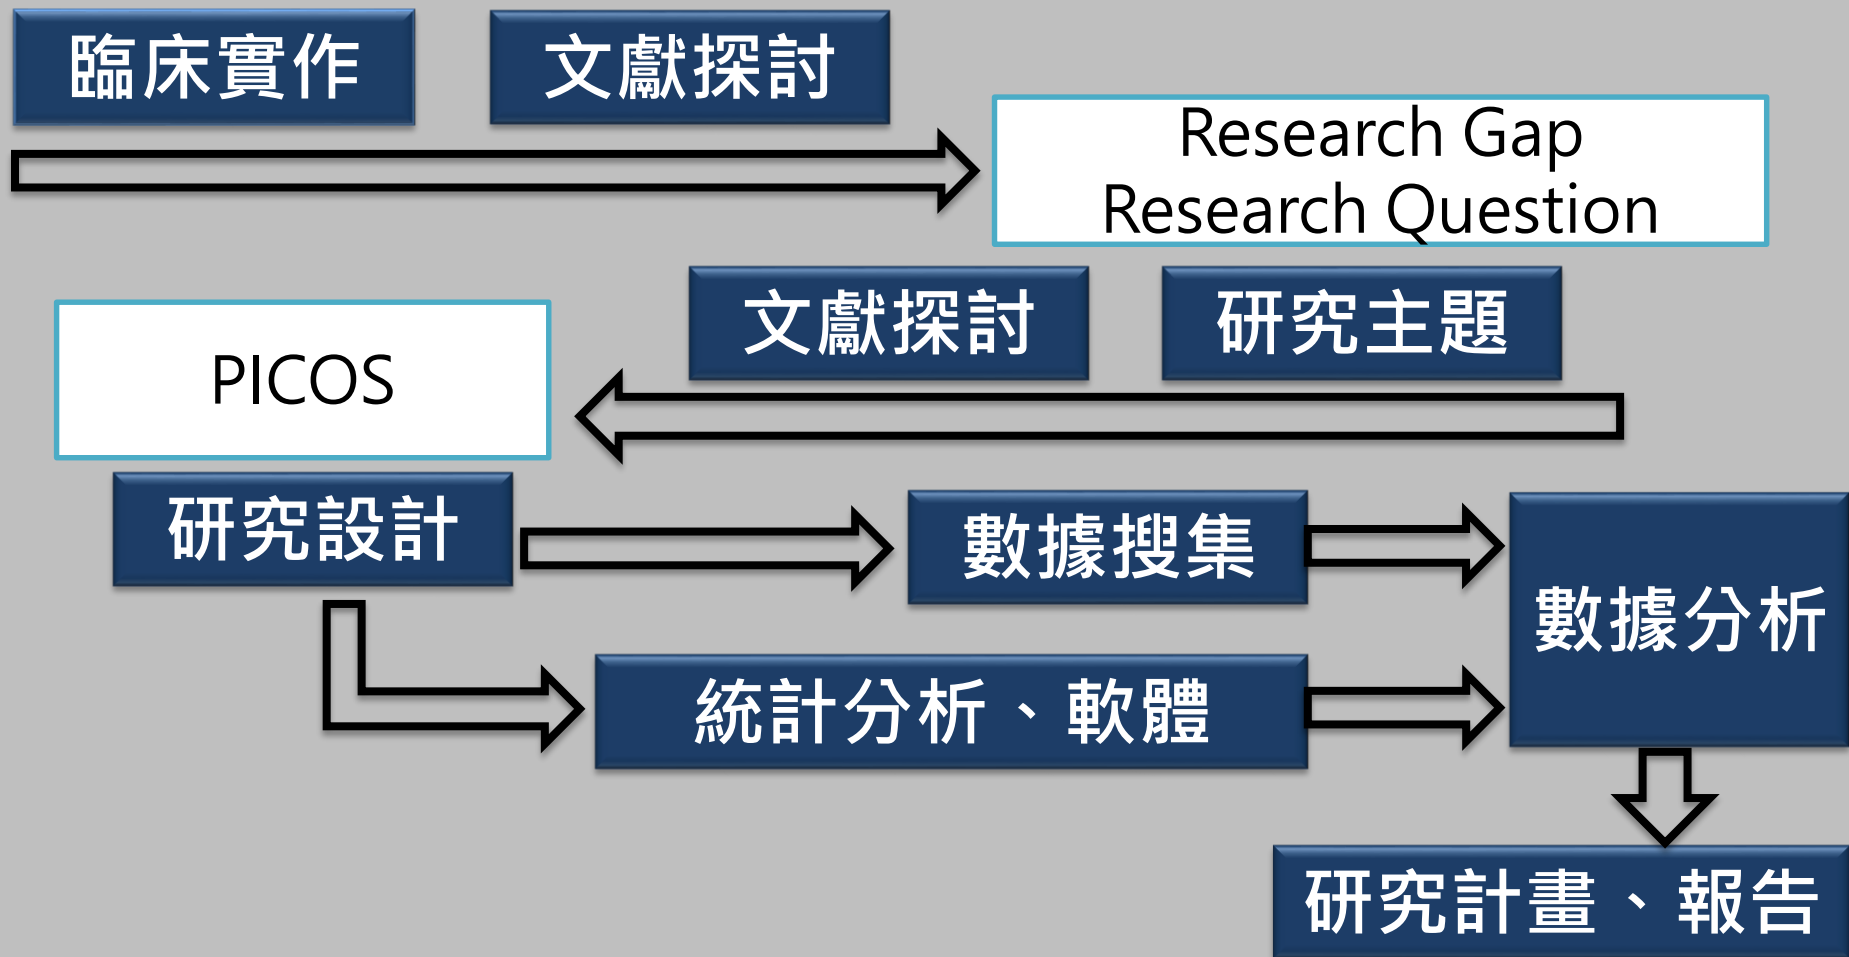 臨床實作
文獻探討
Research Gap
Research Question
文獻探討
研究主題
PICOS
研究設計
數據搜集
數據分析
統計分析、軟體
研究計畫、報告